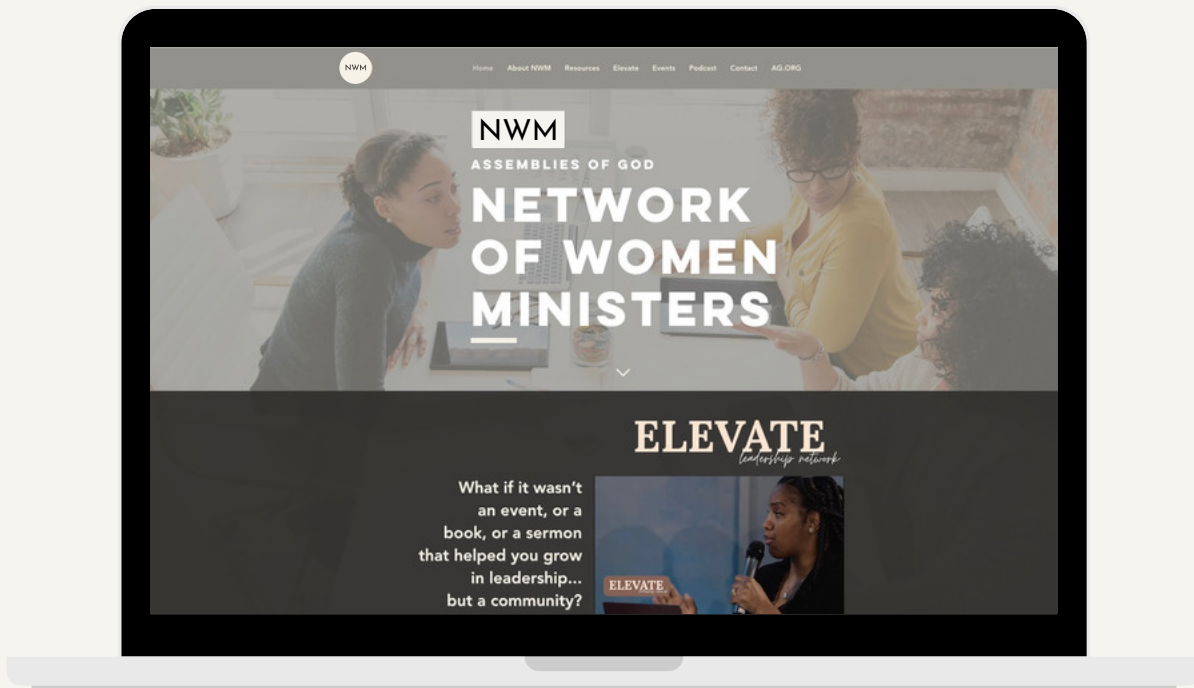 NWM
Home About NWM Resources Elevate Events Podcast Contact AG.ORG
NWM
ASSEMBLIES OF GOD
NETWORK
OF WOMEN
MINISTERS
ELEVATE
leadership network
What if it wasn't
an event, or a
book, or a sermon
that helped you grow
in leadership...
but a community?
ELEVATE